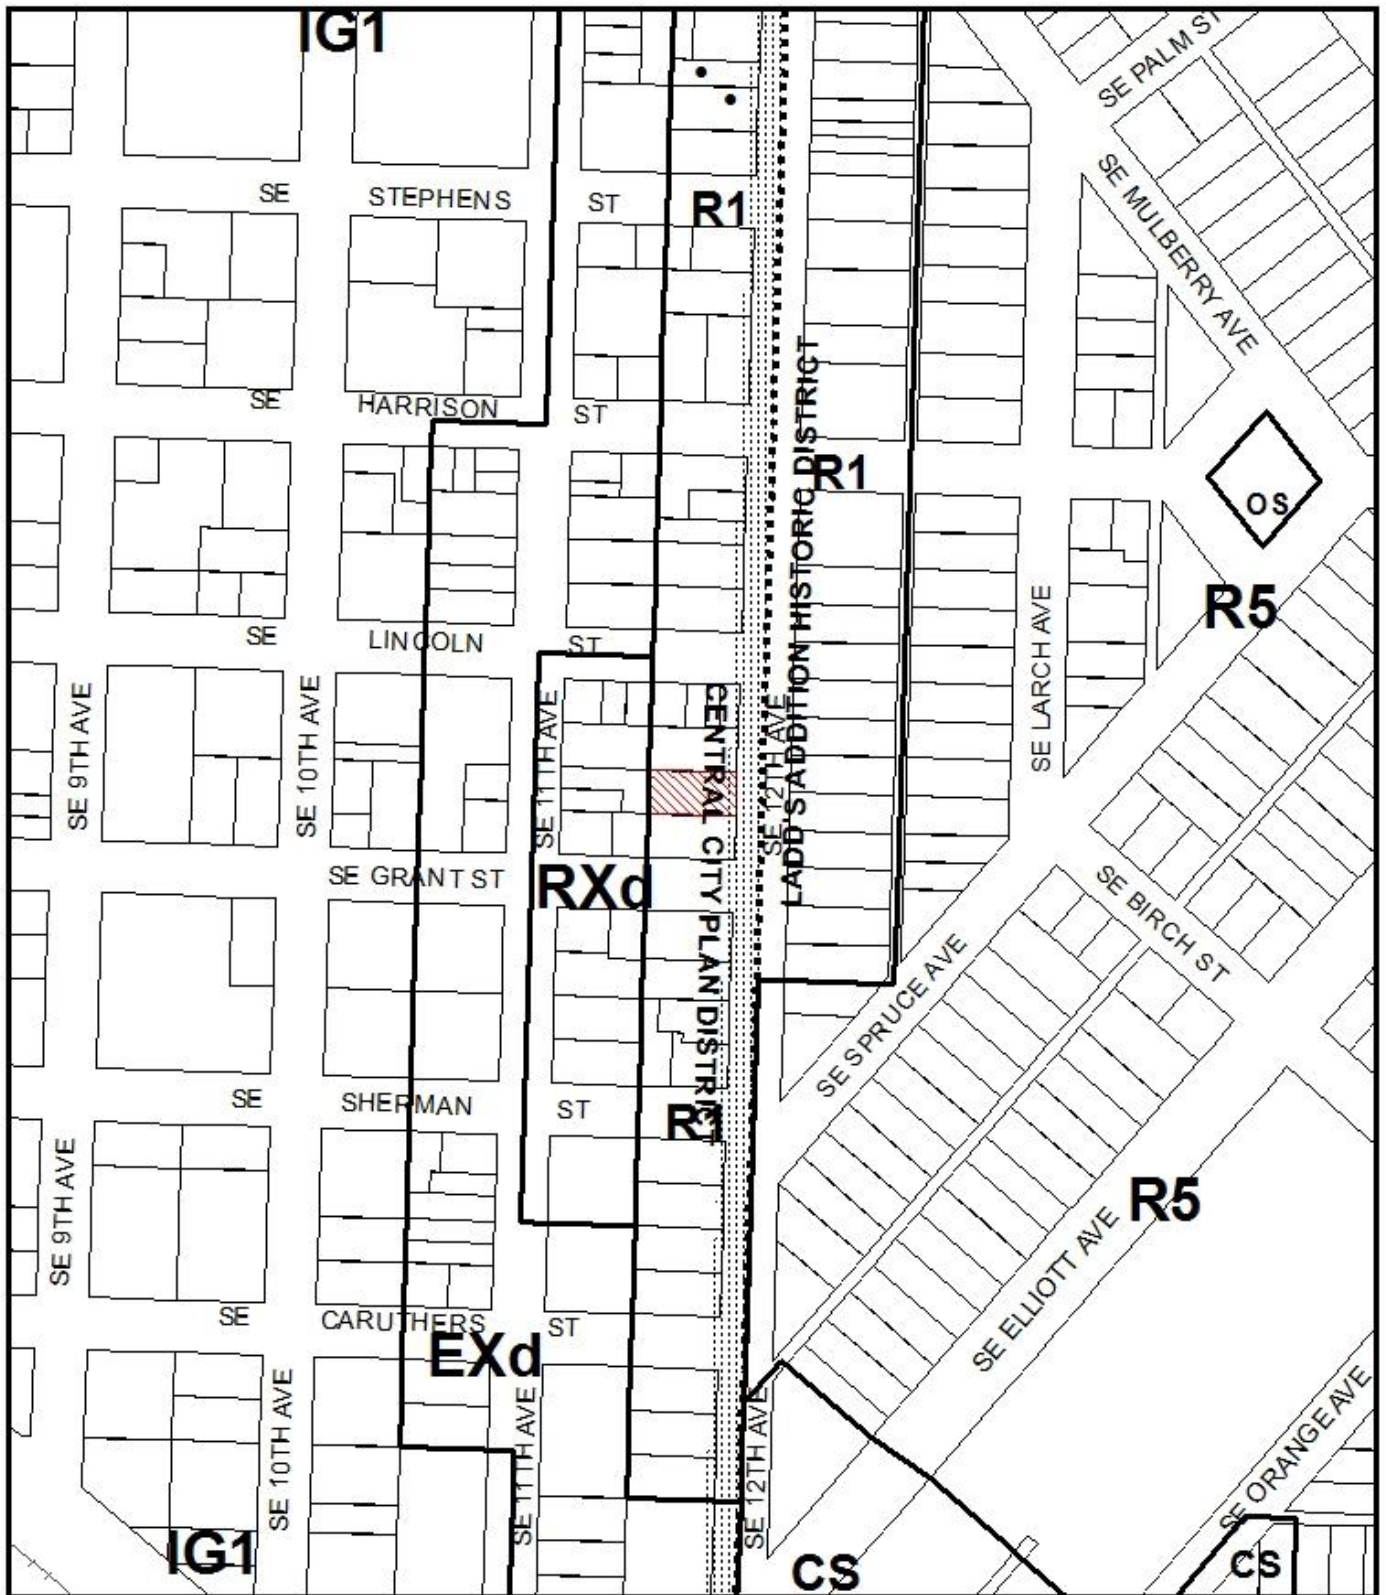 IG1
SE PALM ST
SE STEPHENS ST
R1
SE MULBERRY AVE
SE HARRISON ST
LADD'S ADDITION HISTORIC DISTRICT
R1
OS
R5
SE LINCOLN ST
SE LARCH AVE
SE 9TH AVE
SE 10TH AVE
SE 11TH AVE
CENTRAL CITY PLAN DISTRICT
SE 12TH AVE
SE GRANT ST
RXd
SE BIRCH ST
SE SPRUCE AVE
SE SHERMAN ST
R1
SE 9TH AVE
R5
SE ELLIOTT AVE
SE CARUTHERS ST
EXd
SE 10TH AVE
SE 11TH AVE
SE 12TH AVE
SE ORANGE AVE
IG1
CS
CS